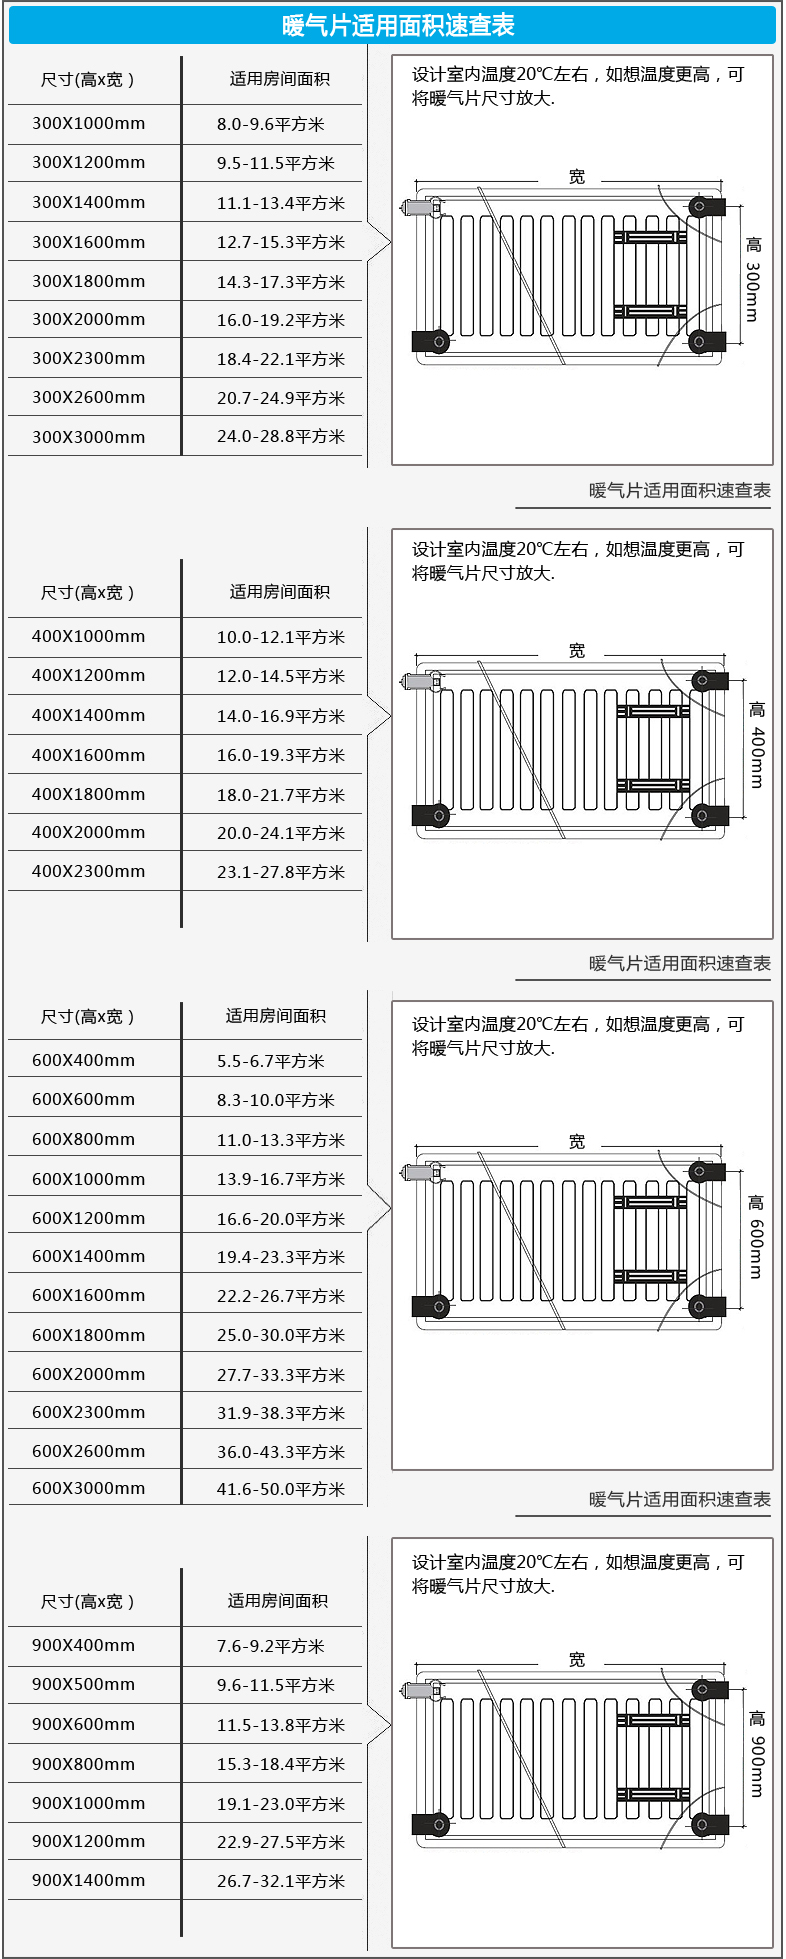 暖气片适用面积速查表
尺寸(高x宽） 适用房间面积
300X1000mm 8.0-9.6平方米
300X1200mm 9.5-11.5平方米
300X1400mm 11.1-13.4平方米
300X1600mm 12.7-15.3平方米
300X1800mm 14.3-17.3平方米
300X2000mm 16.0-19.2平方米
300X2300mm 18.4-22.1平方米
300X2600mm 20.7-24.9平方米
300X3000mm 24.0-28.8平方米
设计室内温度20℃左右，如想温度更高，可
将暖气片尺寸放大.
宽
高 300mm
暖气片适用面积速查表
尺寸(高x宽） 适用房间面积
400X1000mm 10.0-12.1平方米
400X1200mm 12.0-14.5平方米
400X1400mm 14.0-16.9平方米
400X1600mm 16.0-19.3平方米
400X1800mm 18.0-21.7平方米
400X2000mm 20.0-24.1平方米
400X2300mm 23.1-27.8平方米
设计室内温度20℃左右，如想温度更高，可
将暖气片尺寸放大.
宽
高 400mm
暖气片适用面积速查表
尺寸(高x宽） 适用房间面积
600X400mm 5.5-6.7平方米
600X600mm 8.3-10.0平方米
600X800mm 11.0-13.3平方米
600X1000mm 13.9-16.7平方米
600X1200mm 16.6-20.0平方米
600X1400mm 19.4-23.3平方米
600X1600mm 22.2-26.7平方米
600X1800mm 25.0-30.0平方米
600X2000mm 27.7-33.3平方米
600X2300mm 31.9-38.3平方米
600X2600mm 36.0-43.3平方米
600X3000mm 41.6-50.0平方米
设计室内温度20℃左右，如想温度更高，可
将暖气片尺寸放大.
宽
高 600mm
暖气片适用面积速查表
尺寸(高x宽） 适用房间面积
900X400mm 7.6-9.2平方米
900X500mm 9.6-11.5平方米
900X600mm 11.5-13.8平方米
900X800mm 15.3-18.4平方米
900X1000mm 19.1-23.0平方米
900X1200mm 22.9-27.5平方米
900X1400mm 26.7-32.1平方米
设计室内温度20℃左右，如想温度更高，可
将暖气片尺寸放大.
宽
高 900mm